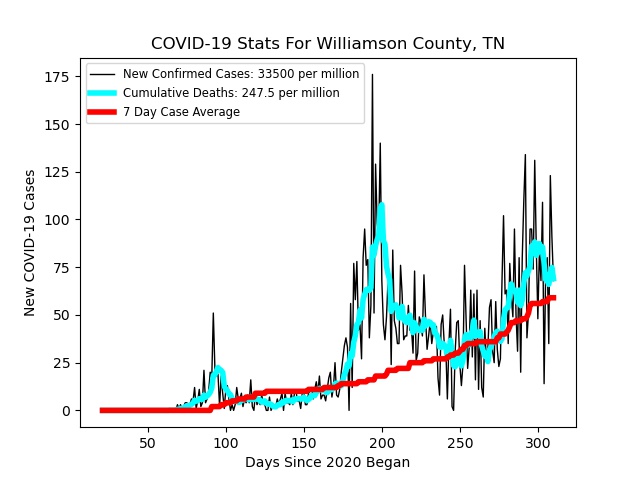 COVID-19 Stats For Williamson County, TN
New Confirmed Cases: 33500 per million
Cumulative Deaths: 247.5 per million
7 Day Case Average
175
150
125
100
75
50
25
0
New COVID-19 Cases
50 100 150 200 250 300
Days Since 2020 Began